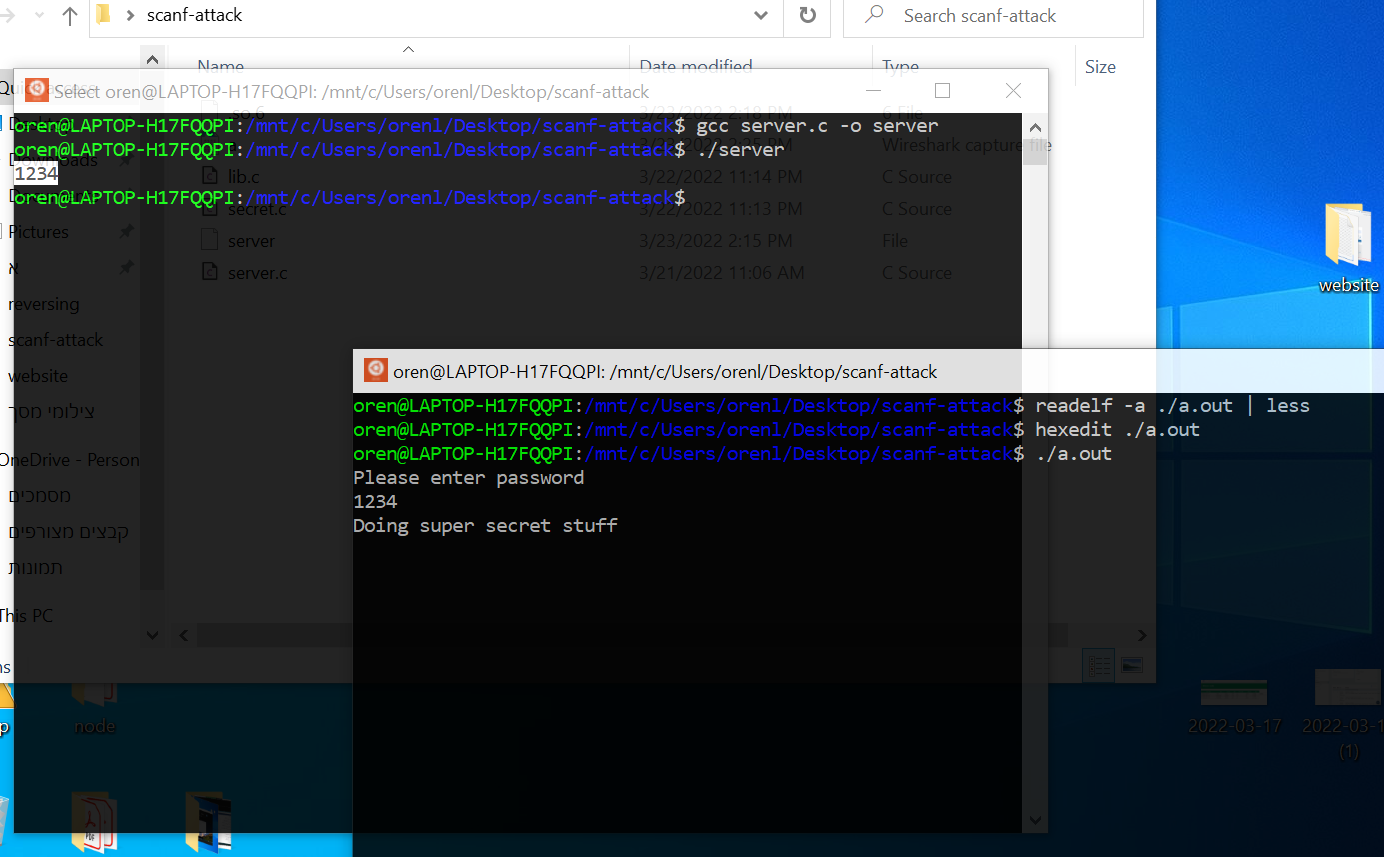 scanf-attack
Search scanf-attack
Name
Date modified
Type
Size
Select oren@LAPTOP-H17FQQPI: /mnt/c/Users/orenl/Desktop/scanf-attack
so.6
3/23/2022 2:18 PM
6 File
oren@LAPTOP-H17FQQPI:/mnt/c/Users/orenl/Desktop/scanf-attack$ gcc server.c -o server
Wireshark capture file
oren@LAPTOP-H17FQQPI:/mnt/c/Users/orenl/Desktop/scanf-attack$ ./server
1234
lib.c
3/22/2022 11:14 PM
C Source
oren@LAPTOP-H17FQQPI:/mnt/c/Users/orenl/Desktop/scanf-attack$
secret.c
3/22/2022 11:13 PM
C Source
Pictures
server
3/23/2022 2:15 PM
File
א
server.c
3/21/2022 11:06 AM
C Source
website
reversing
scanf-attack
website
צילומי מסך
OneDrive - Person
מסמכים
קבצים מצורפים
תמונות
This PC
oren@LAPTOP-H17FQQPI: /mnt/c/Users/orenl/Desktop/scanf-attack
oren@LAPTOP-H17FQQPI:/mnt/c/Users/orenl/Desktop/scanf-attack$ readelf -a ./a.out | less
oren@LAPTOP-H17FQQPI:/mnt/c/Users/orenl/Desktop/scanf-attack$ hexedit ./a.out
oren@LAPTOP-H17FQQPI:/mnt/c/Users/orenl/Desktop/scanf-attack$ ./a.out
Please enter password
1234
Doing super secret stuff
node
2022-03-17
2022-03-1
(1)
PDF